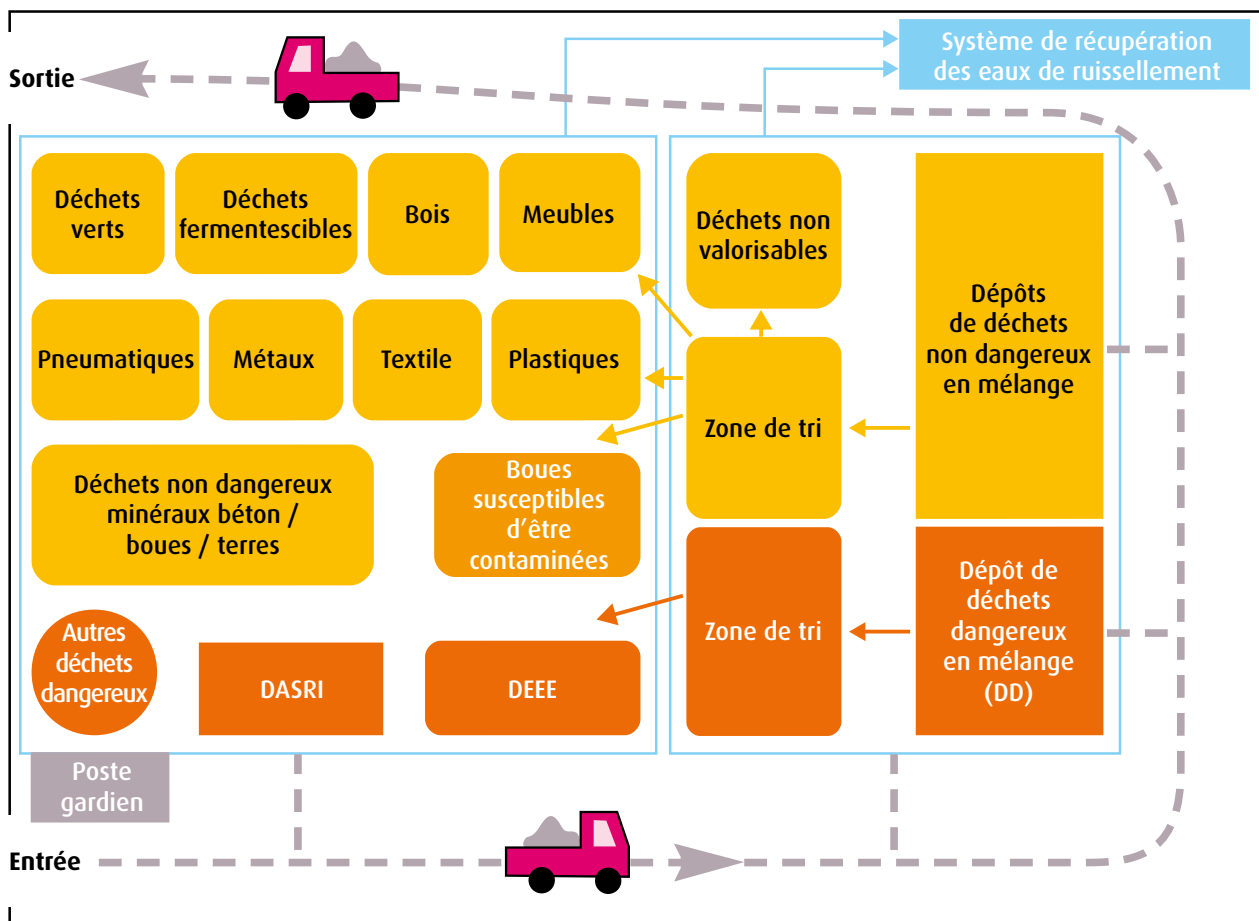 Système de récupération
des eaux de ruissellement
Sortie
Déchets
verts
Déchets
fermentescibles
Bois
Meubles
Déchets non
valorisables
Dépôts
de déchets
non dangereux
en mélange
Pneumatiques
Métaux
Textile
Plastiques
Zone de tri
Déchets non dangereux
minéraux béton /
boues / terres
Boues
susceptibles
d'être
contaminées
Autres
déchets
dangereux
DASRI
DEEE
Zone de tri
Dépôt de
déchets
dangereux
en mélange
(DD)
Poste
gardien
Entrée